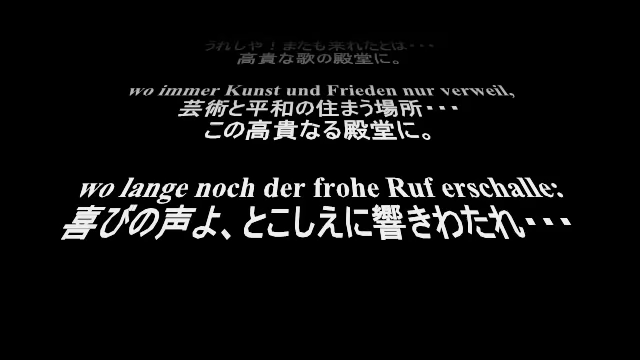 うれしや！またも来れたとは・・・
高貴な歌の殿堂に。
wo immer Kunst und Frieden nur verweil,
芸術と平和の住まう場所・・・
この高貴なる殿堂に。
wo lange noch der frohe Ruf erschalle:
喜びの声よ、とこしえに響きわたれ・・・